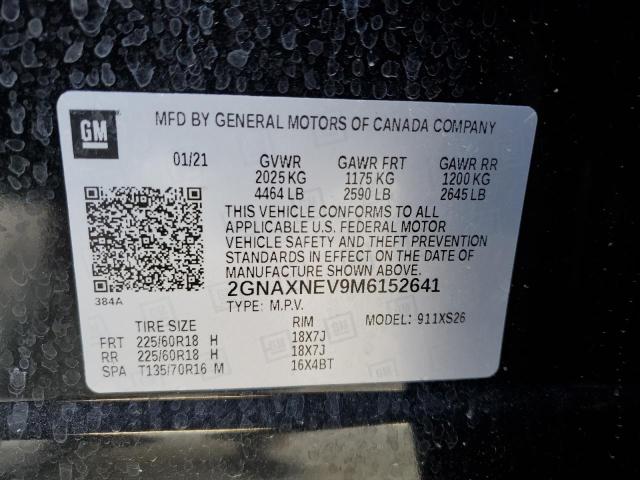 GM
MFD BY GENERAL MOTORS OF CANADA COMPANY
01/21 GVWR GAWR FRT GAWR RR
2025 KG 1175 KG 1200 KG
4464 LB 2590 LB 2645 LB
THIS VEHICLE CONFORMS TO ALL
APPLICABLE U.S. FEDERAL MOTOR
VEHICLE SAFETY AND THEFT PREVENTION
STANDARDS IN EFFECT ON THE DATE OF
MANUFACTURE SHOWN ABOVE.
384A 2GNAXNEV9M6152641
TYPE: M.P.V.
TIRE SIZE RIM MODEL: 911XS26
FRT 225/60R18 H 18X7J
RR 225/60R18 H 18X7J
SPA T135/70R16 M 16X4BT